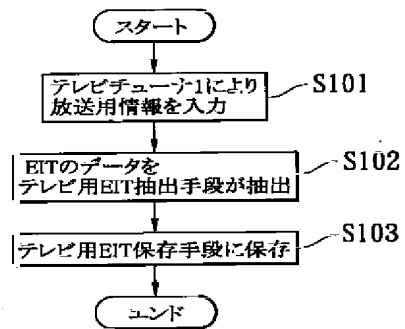 スタート
テレビチューナ1により
放送用情報を入力
S101
EITのデータを
テレビ用EIT抽出手段が抽出
S102
テレビ用EIT保存手段に保存
S103
エンド